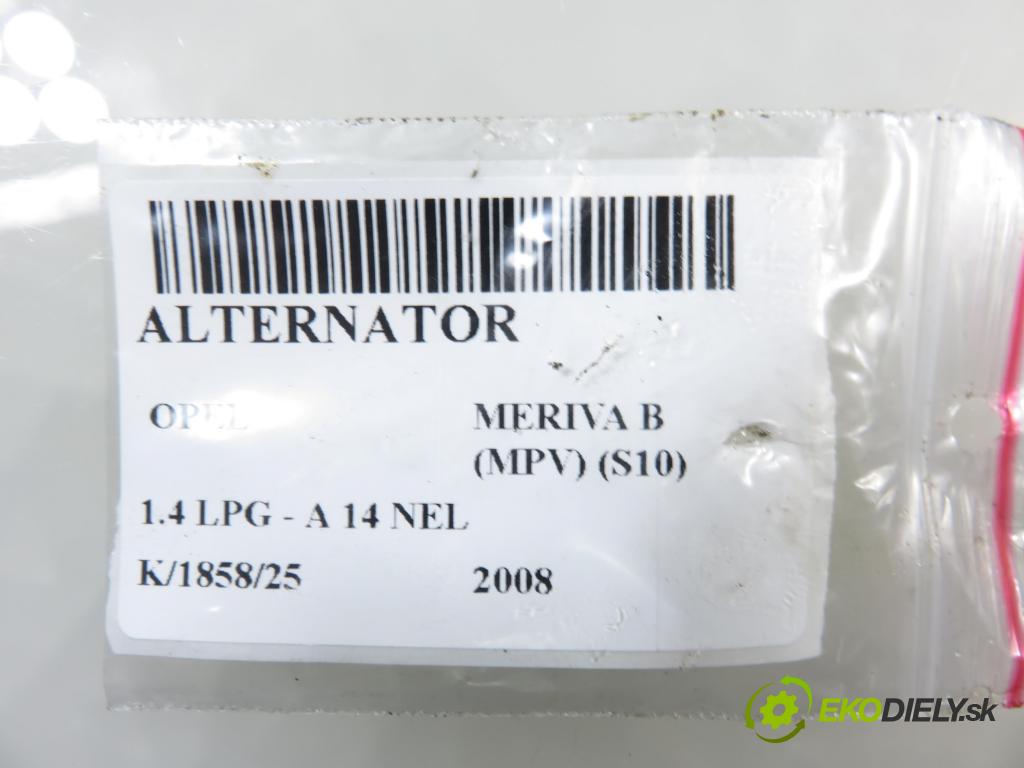 ALTERNATOR
OPEL MERIVA B
(MPV) (S10)
1.4 LPG - A 14 NEL
K/1858/25 2008
EKODIELY.sk